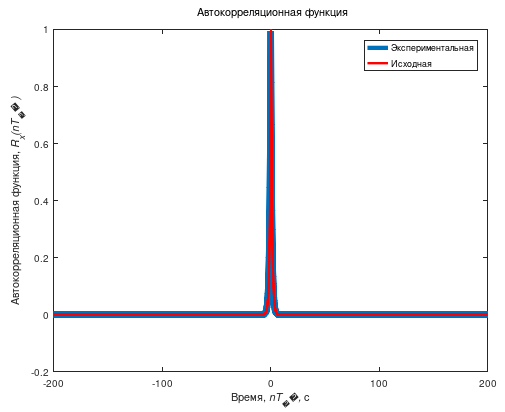 Автокорреляционная функция
Экспериментальная
Исходная
1
0.8
0.6
0.4
0.2
0
-0.2
-200
-100
0
100
200
Автокорреляционная функция, Rx(nT
Время, nT , с